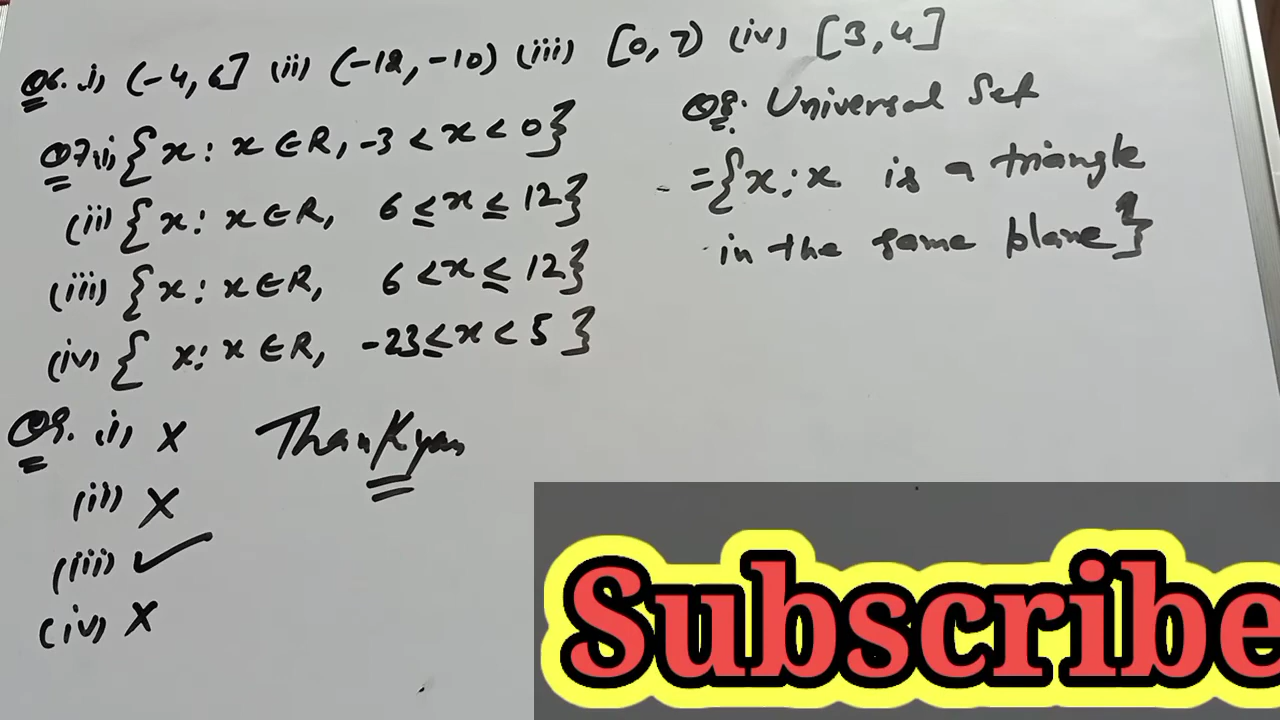 Q6. i) (-4, 6] (ii) (-12, -10) (iii) [0, 7) (iv) [3, 4]
Q7 i) {x : x ∈ R, -3 < x < 0}
(ii) {x : x ∈ R, 6 ≤ x ≤ 12}
(iii) {x : x ∈ R, 6 < x ≤ 12}
(iv) { x : x ∈ R, -23 ≤ x < 5 }
Q8. Universal Set
= {x : x is a triangle
in the same plane}
Q9. (i) ×
(ii) ×
(iii) ✓
(iv) ×
Thank you
Subscribe